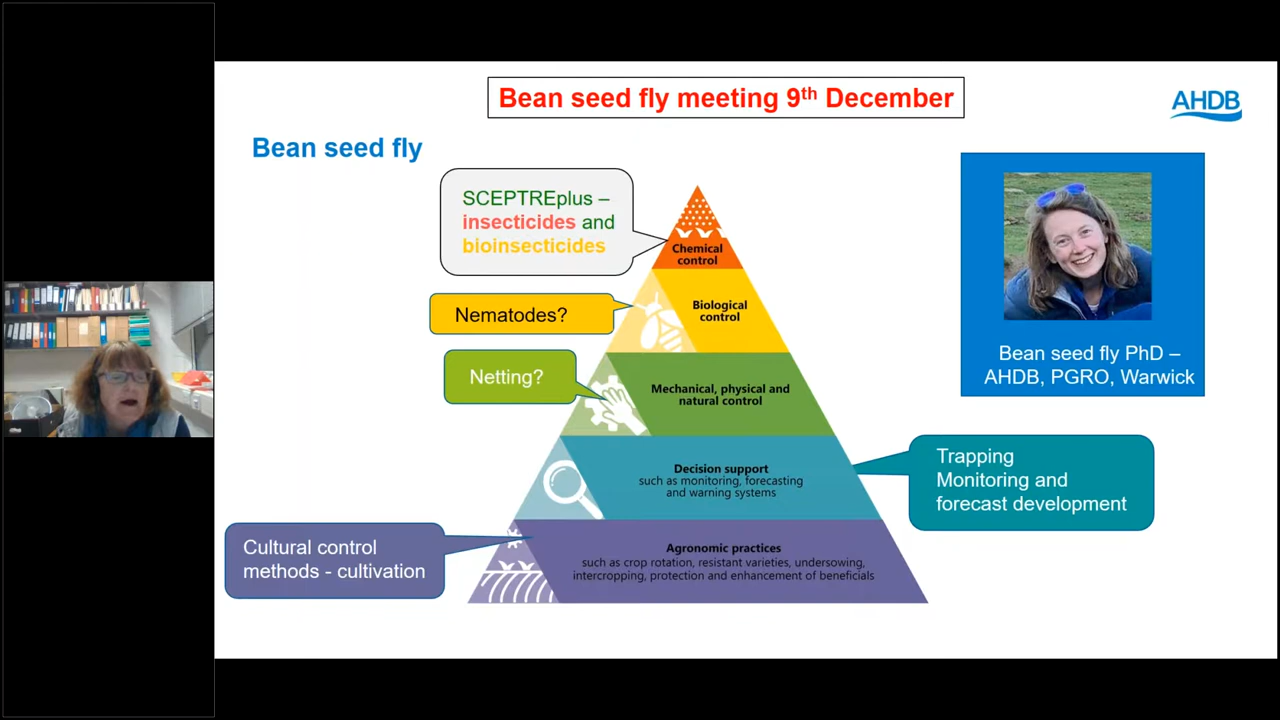 Bean seed fly meeting 9th December
AHDB
Bean seed fly
SCEPTREplus –
insecticides and
bioinsecticides
Chemical
control
Nematodes?
Biological
control
Netting?
Mechanical, physical and
natural control
Bean seed fly PhD –
AHDB, PGRO, Warwick
Decision support
such as monitoring, forecasting
and warning systems
Trapping
Monitoring and
forecast development
Cultural control
methods - cultivation
Agronomic practices
such as crop rotation, resistant varieties, undersowing,
intercropping, protection and enhancement of beneficials